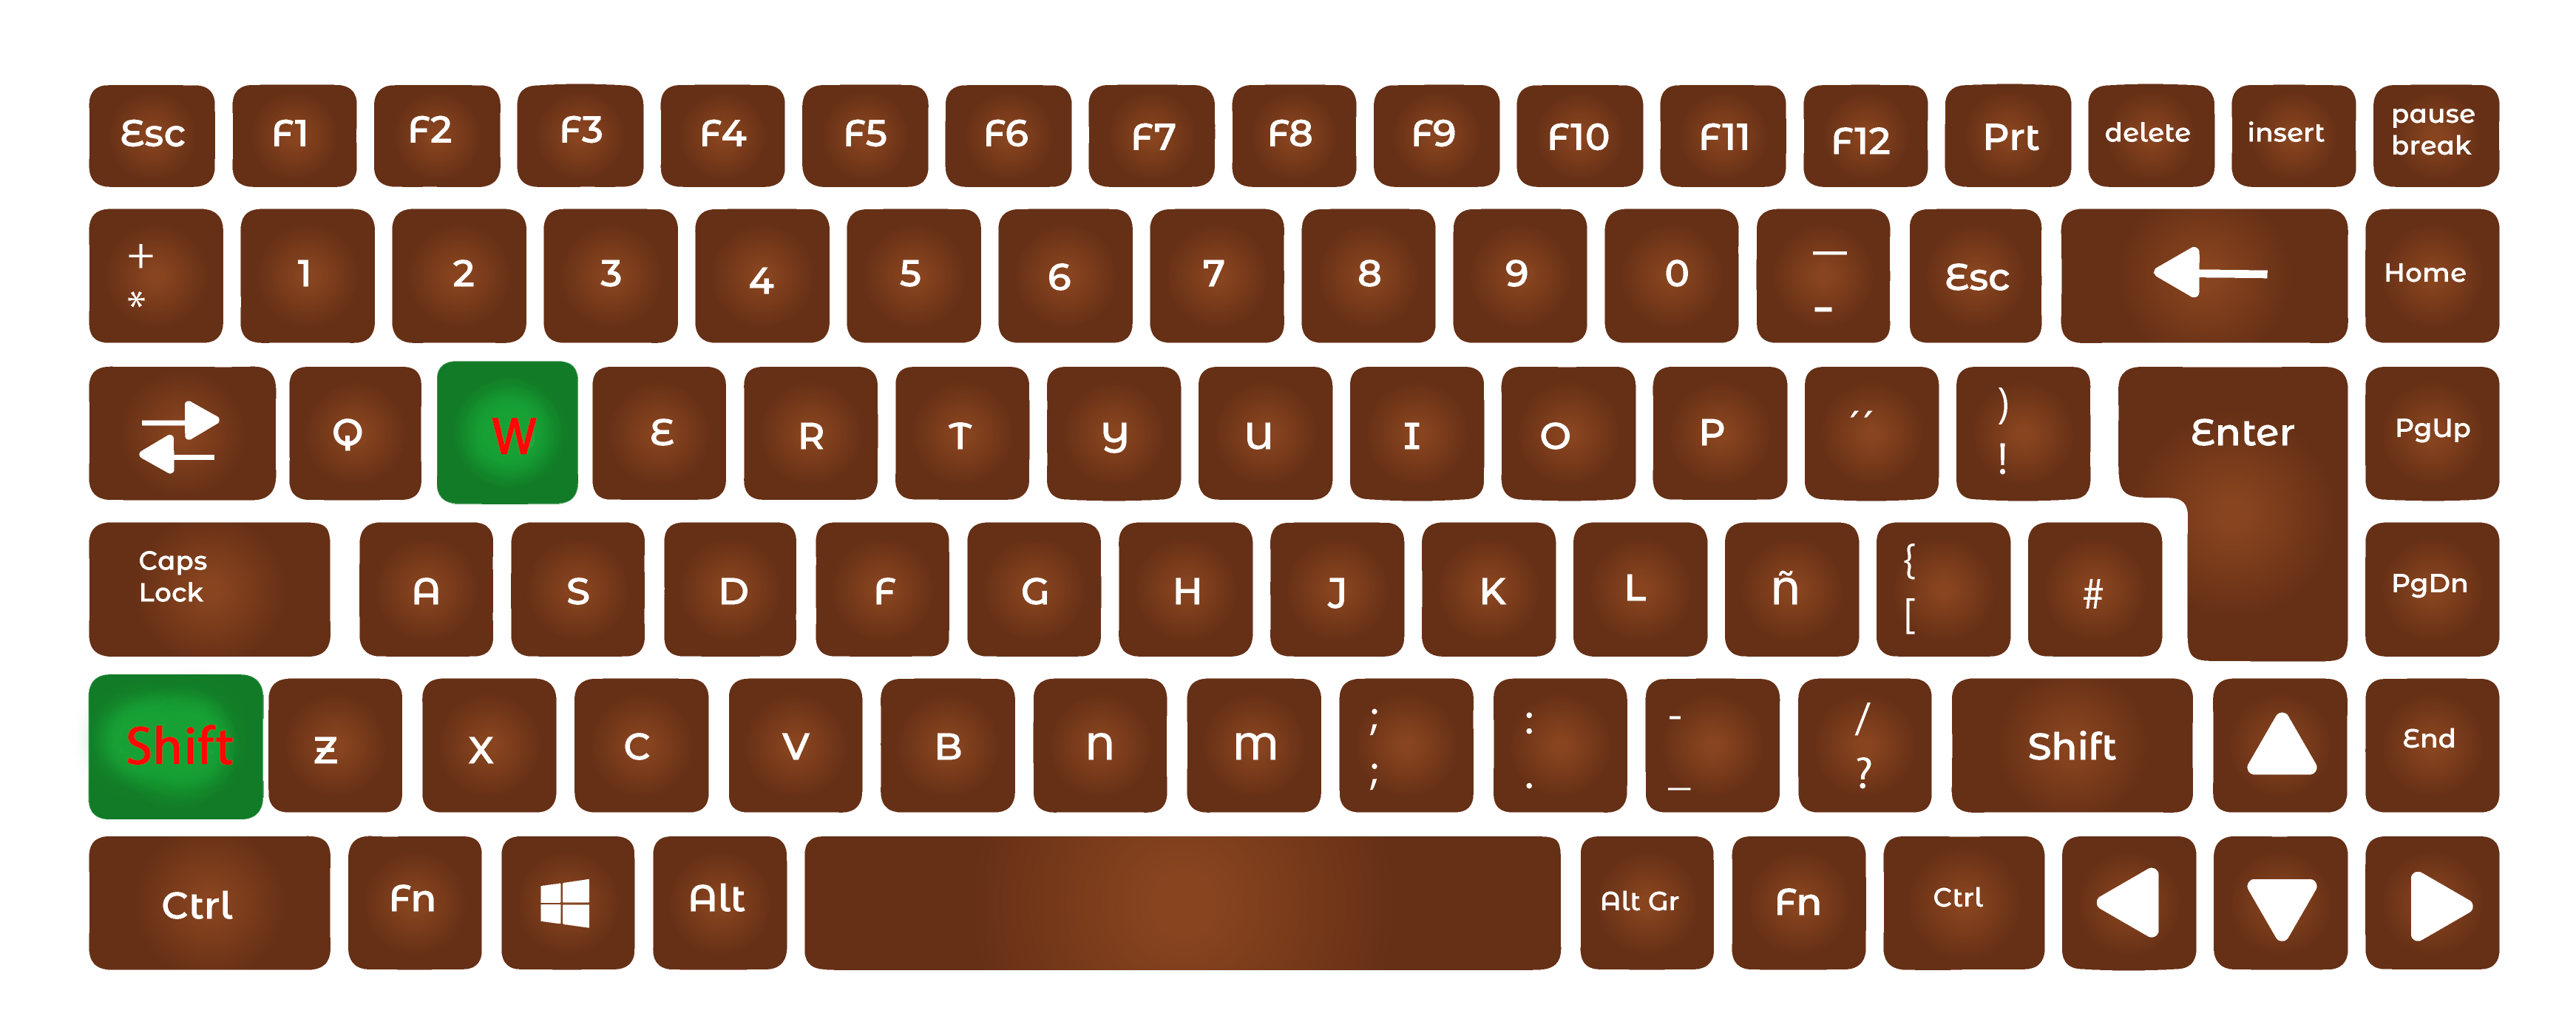 Esc F1 F2 F3 F4 F5 F6 F7 F8 F9 F10 F11 F12 Prt delete insert pause
break
+
*
1 2 3 4 5 6 7 8 9 0 — Esc Home
-
Q W E R T Y U I O P ´´ )
!
Enter PgUp
Caps
Lock
A S D F G H J K L Ñ {
[
# PgDn
Shift Z X C V B n m ;
;
:
.
-
_
/
?
Shift End
Ctrl Fn Alt Alt Gr Fn Ctrl